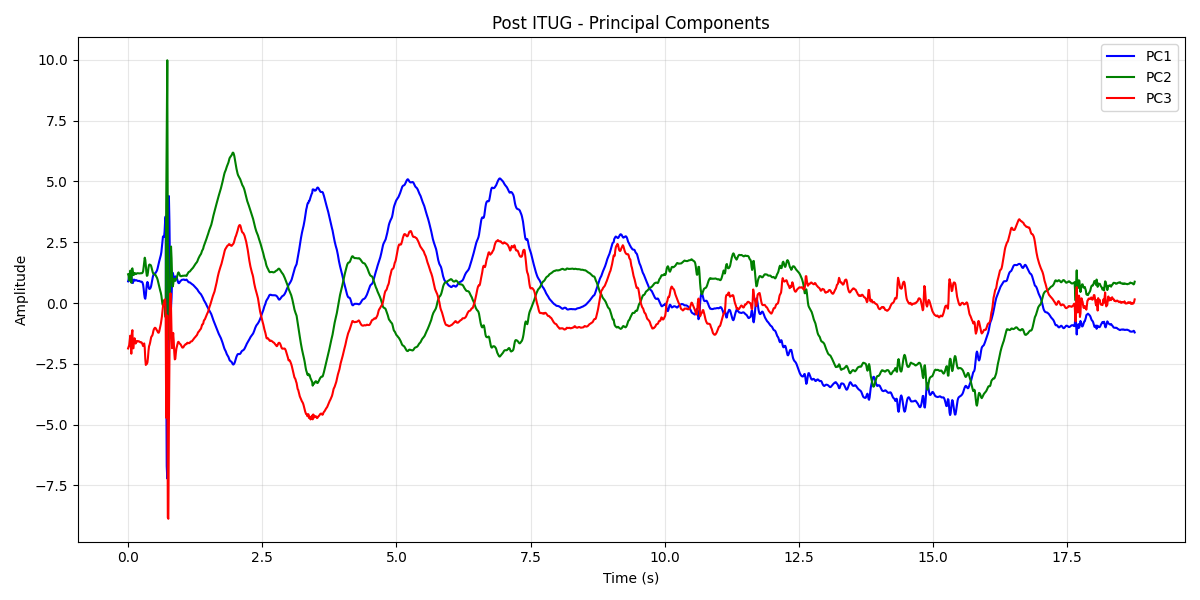 Post ITUG - Principal Components
Amplitude
10.0
7.5
5.0
2.5
0.0
−2.5
−5.0
−7.5
PC1
PC2
PC3
0.0 2.5 5.0 7.5 10.0 12.5 15.0 17.5
Time (s)